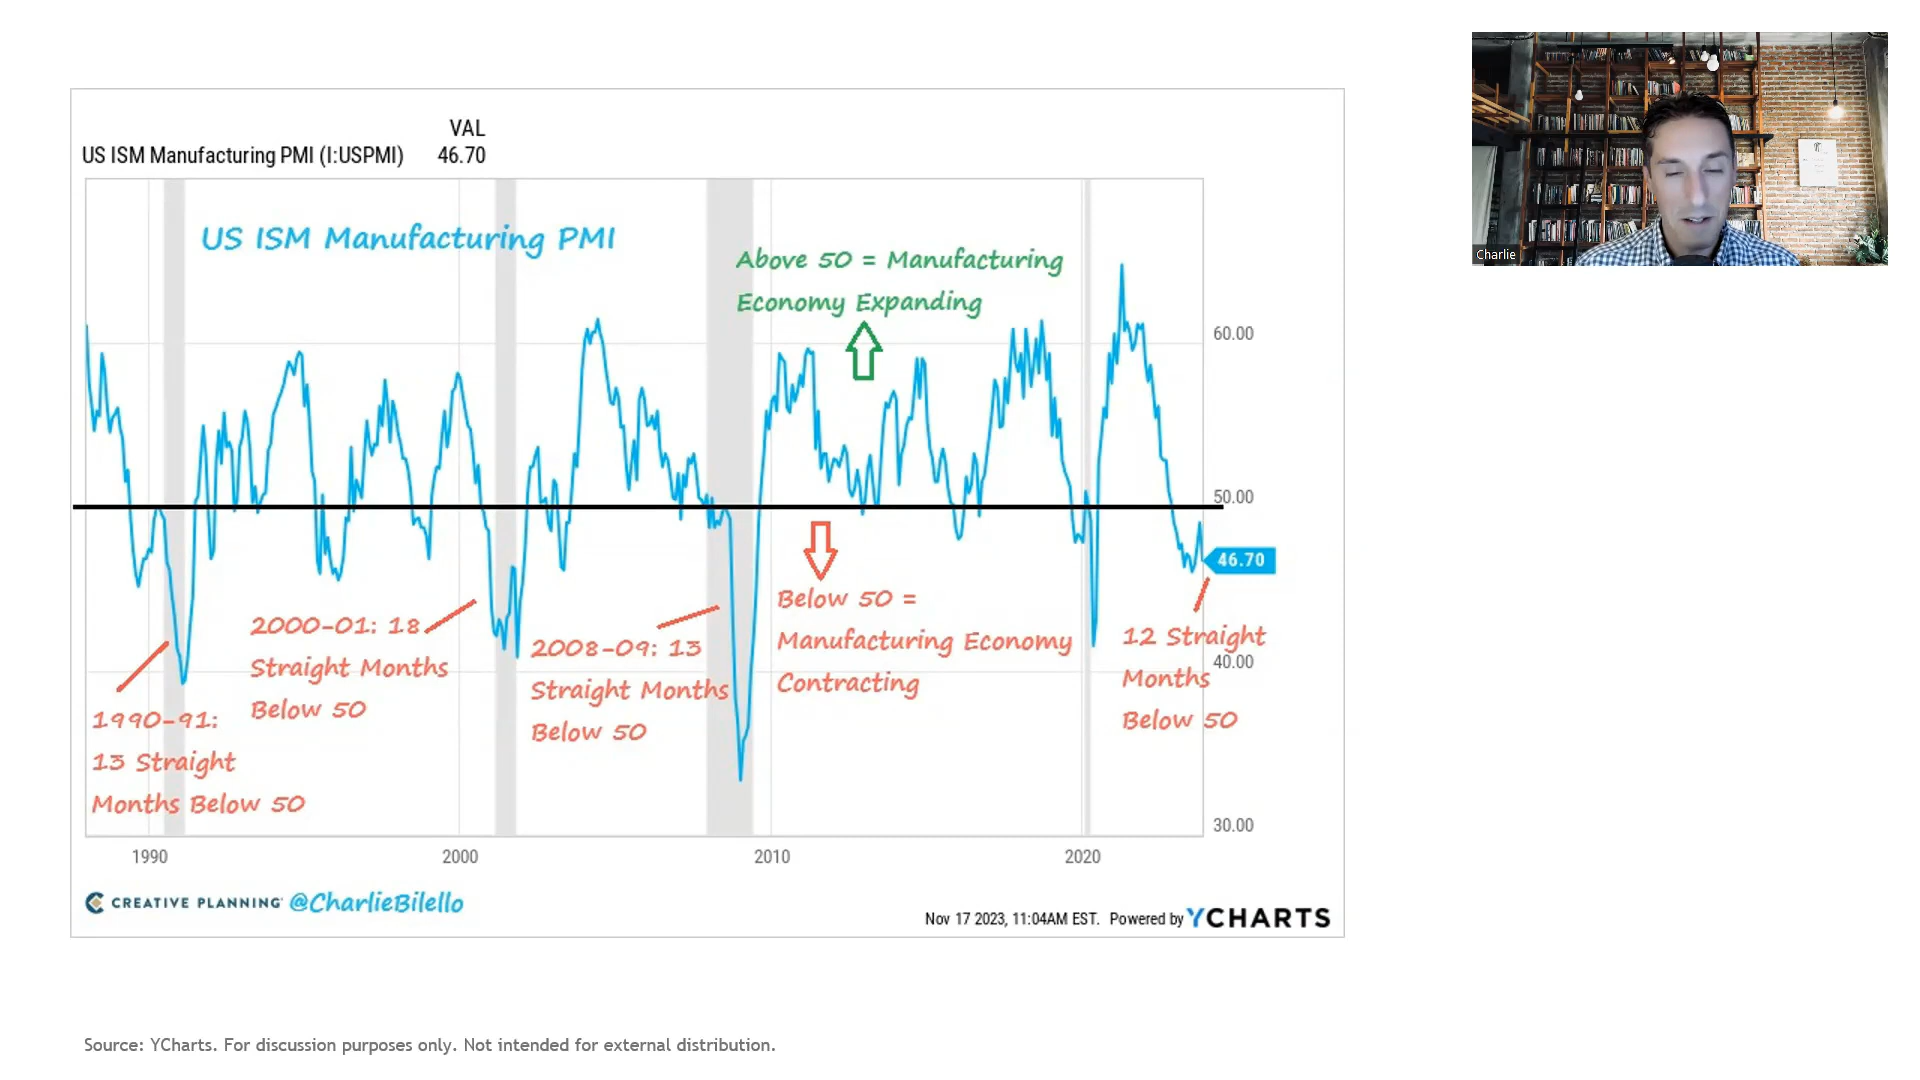 VAL
US ISM Manufacturing PMI (I:USPMI) 46.70
US ISM Manufacturing PMI
Above 50 = Manufacturing
Economy Expanding
60.00
50.00
46.70
40.00
30.00
Below 50 =
Manufacturing Economy
Contracting
1990-91:
13 Straight
Months Below 50
2000-01: 18
Straight Months
Below 50
2008-09: 13
Straight Months
Below 50
12 Straight
Months
Below 50
1990 2000 2010 2020
CREATIVE PLANNING @CharlieBilello
Nov 17 2023, 11:04AM EST. Powered by YCHARTS
Charlie
Source: YCharts. For discussion purposes only. Not intended for external distribution.